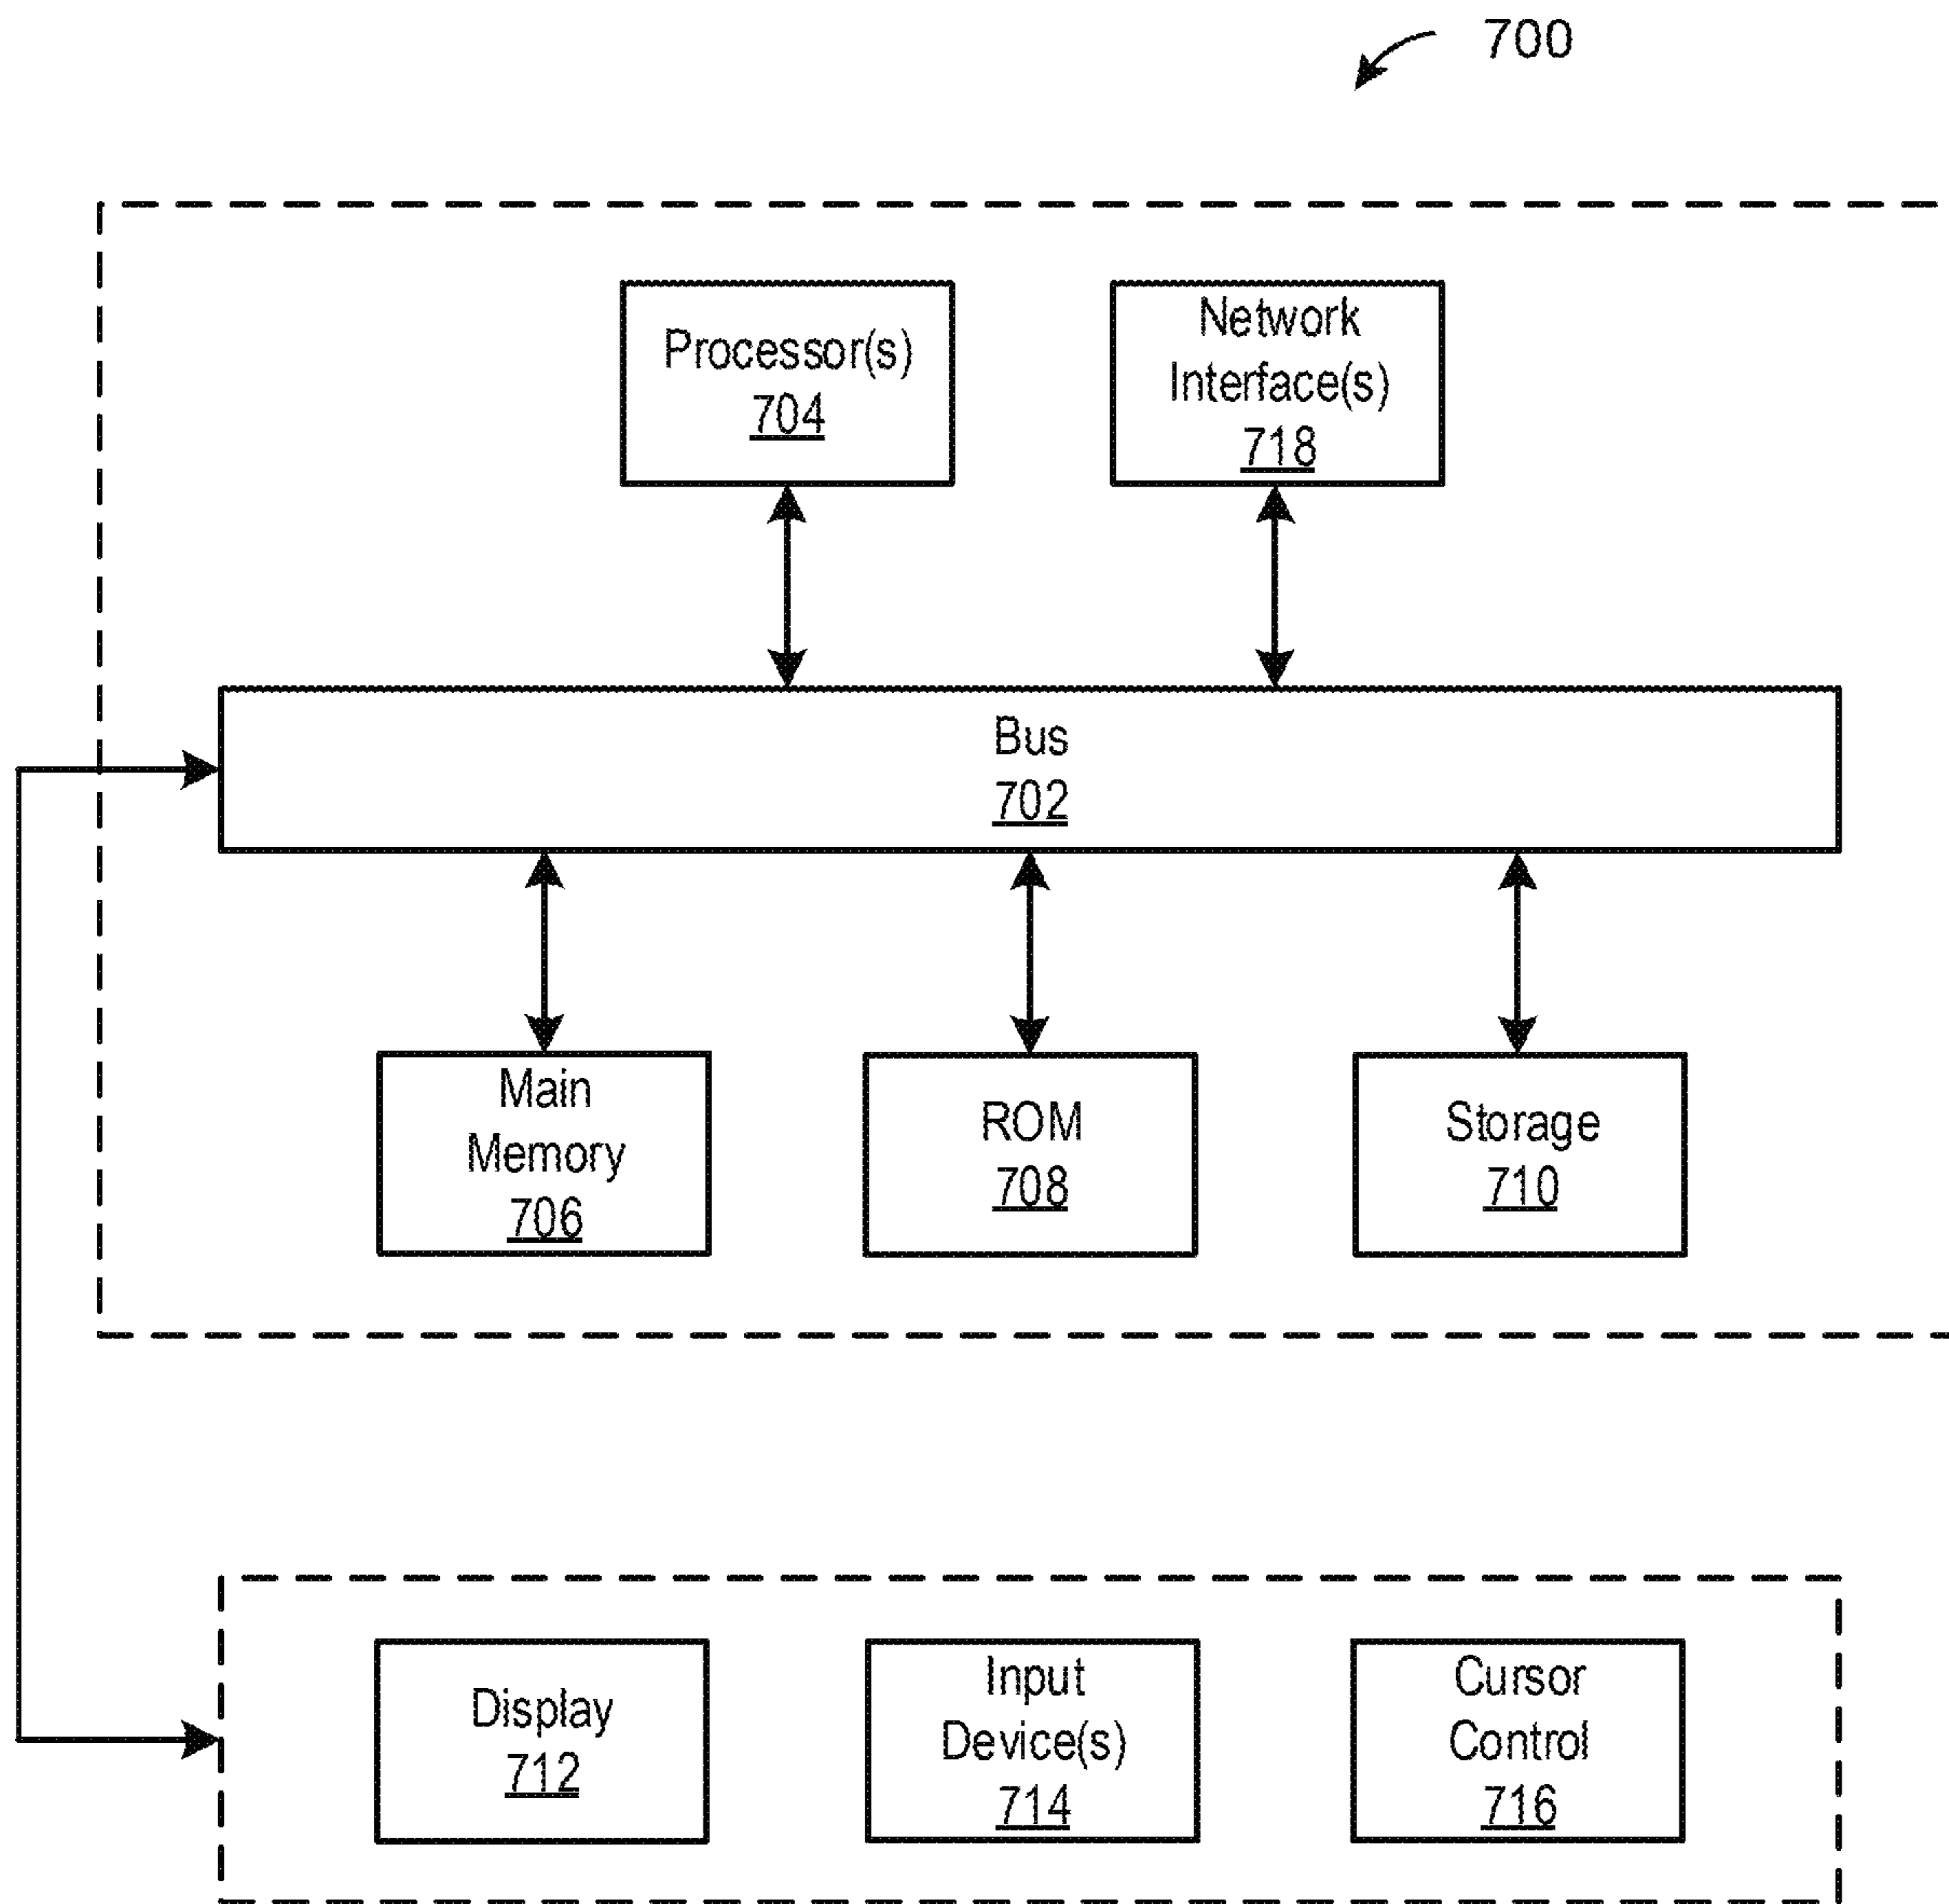 700
Processor(s)
704
Network
Interface(s)
718
Bus
702
Main
Memory
706
ROM
708
Storage
710
Display
712
Input
Device(s)
714
Cursor
Control
716